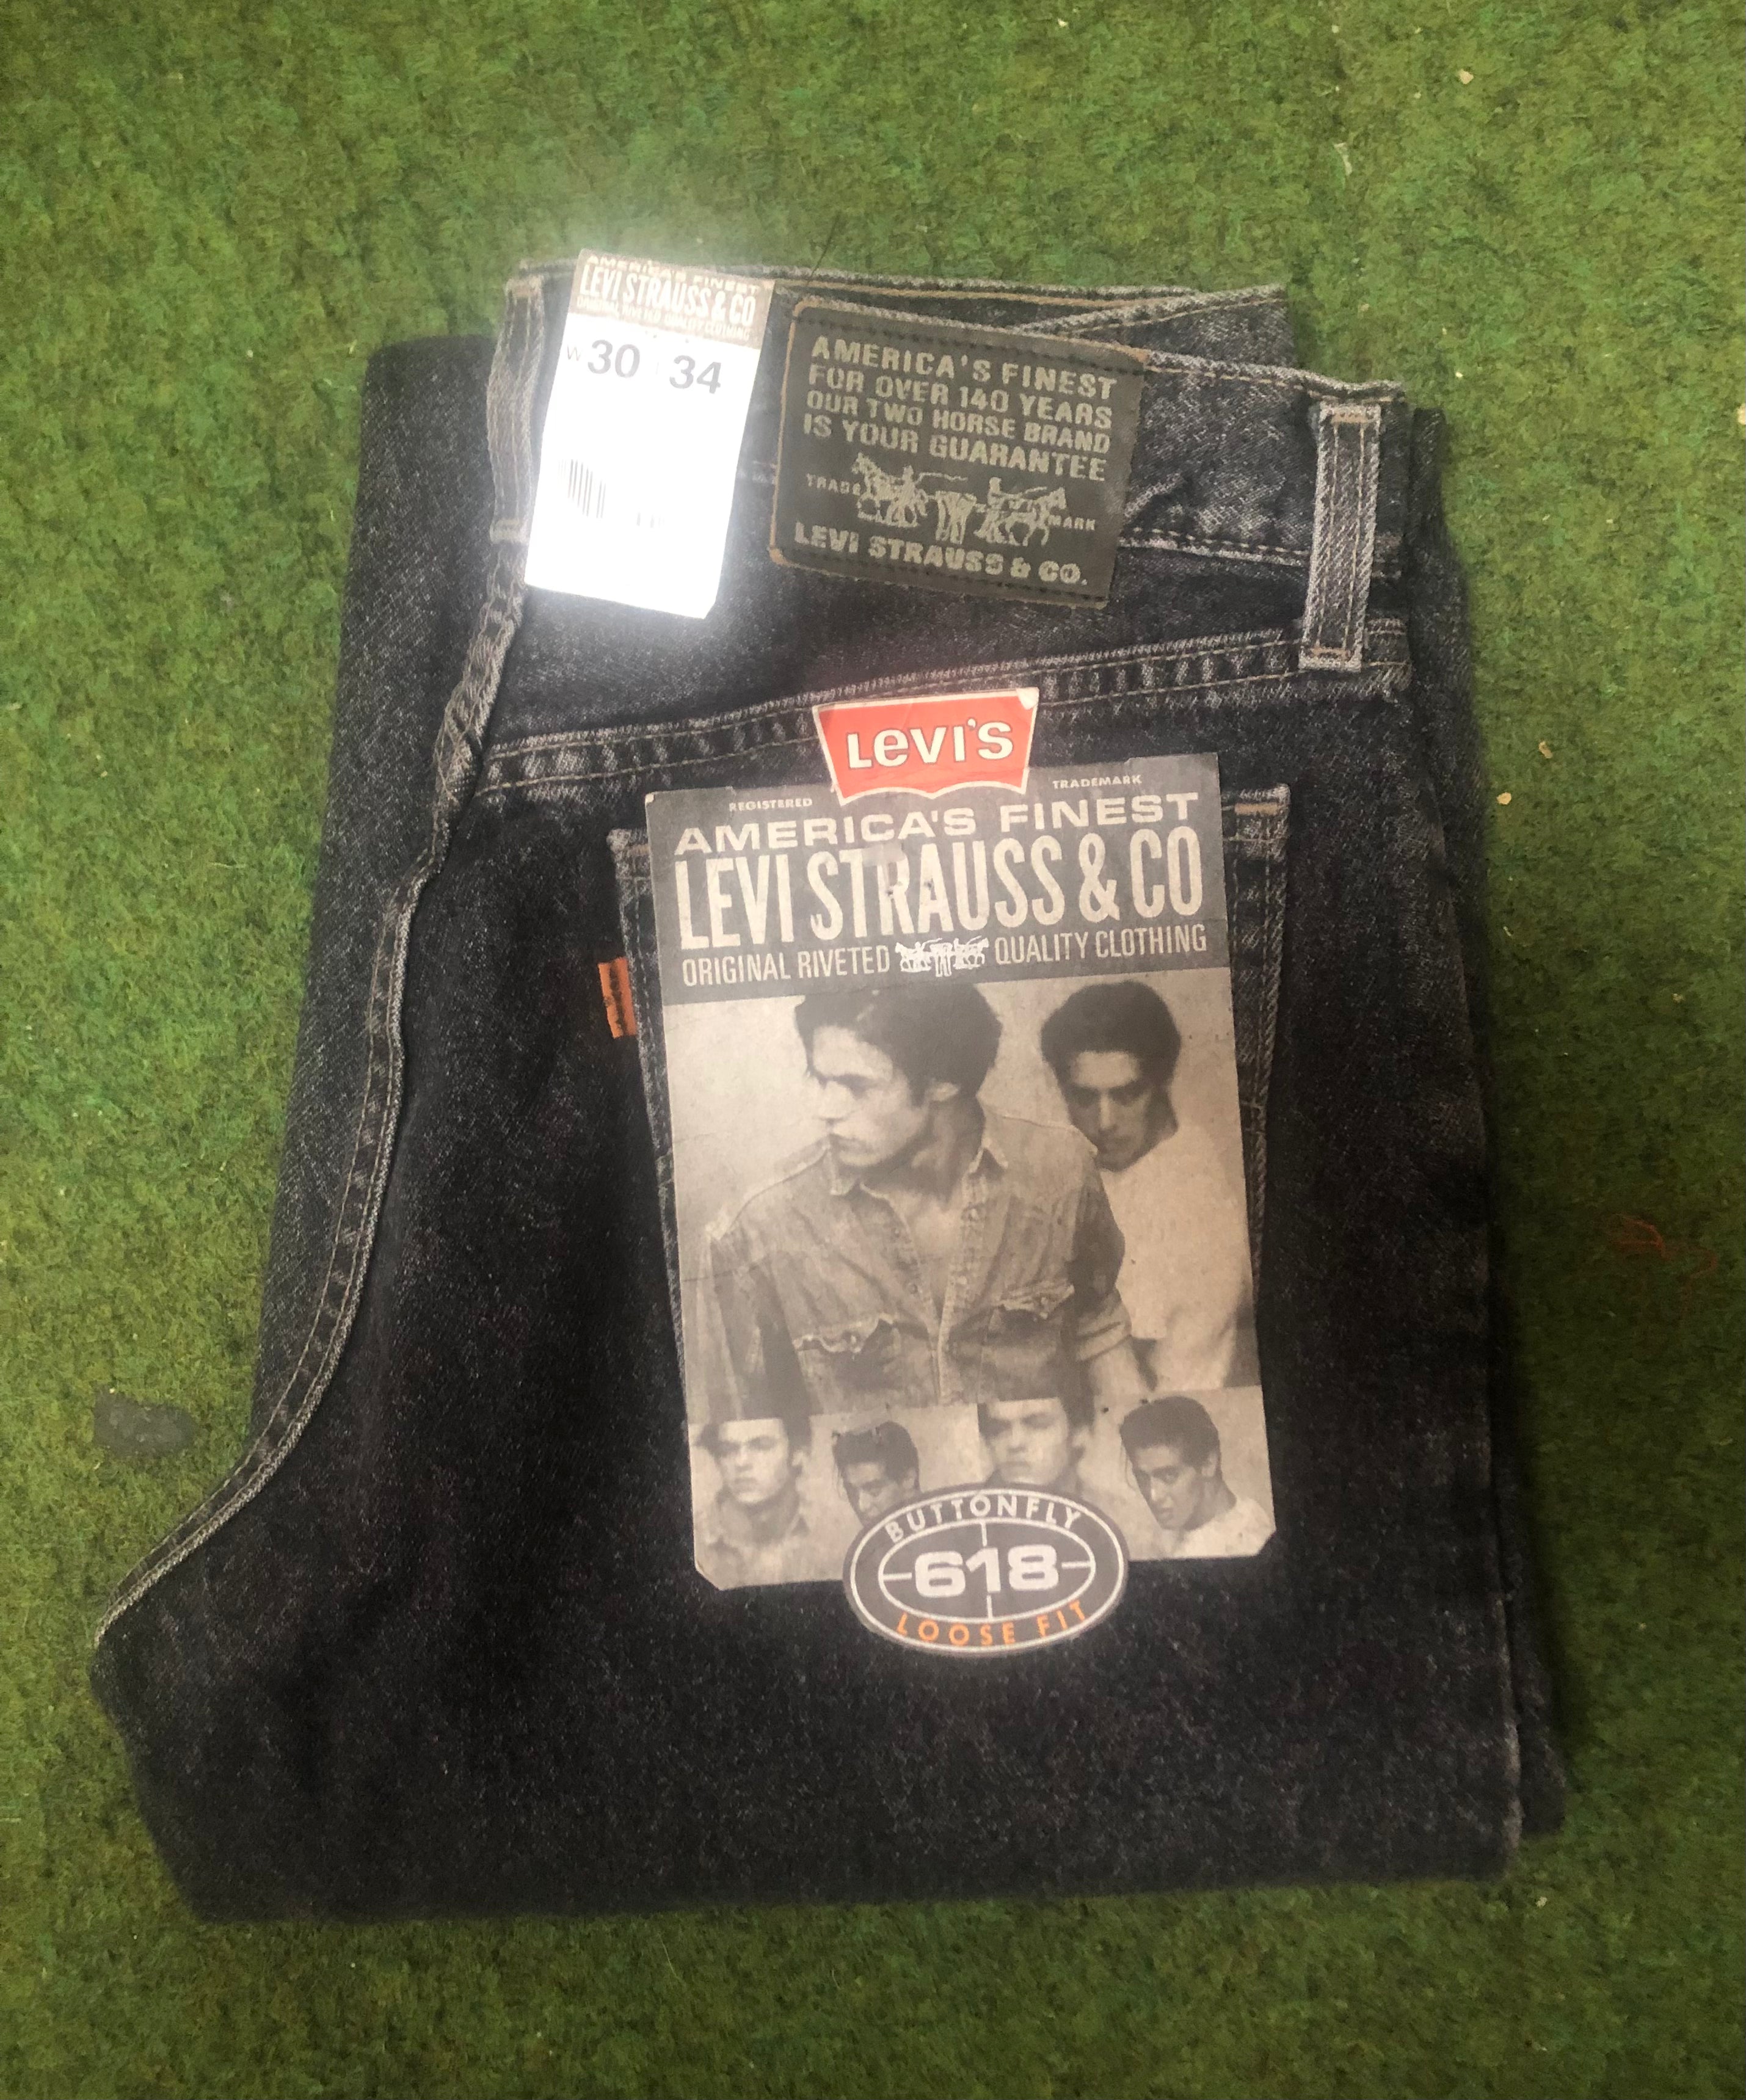 AMERICA'S FINEST
LEVI STRAUSS & CO
ORIGINAL RIVETED QUALITY CLOTHING
W 30 34
AMERICA'S FINEST
FOR OVER 140 YEARS
OUR TWO HORSE BRAND
IS YOUR GUARANTEE
TRADE MARK
LEVI STRAUSS & CO.
LEVI'S
REGISTERED TRADEMARK
AMERICA'S FINEST
LEVI STRAUSS & CO
ORIGINAL RIVETED QUALITY CLOTHING
BUTTONFLY
618
LOOSE FIT